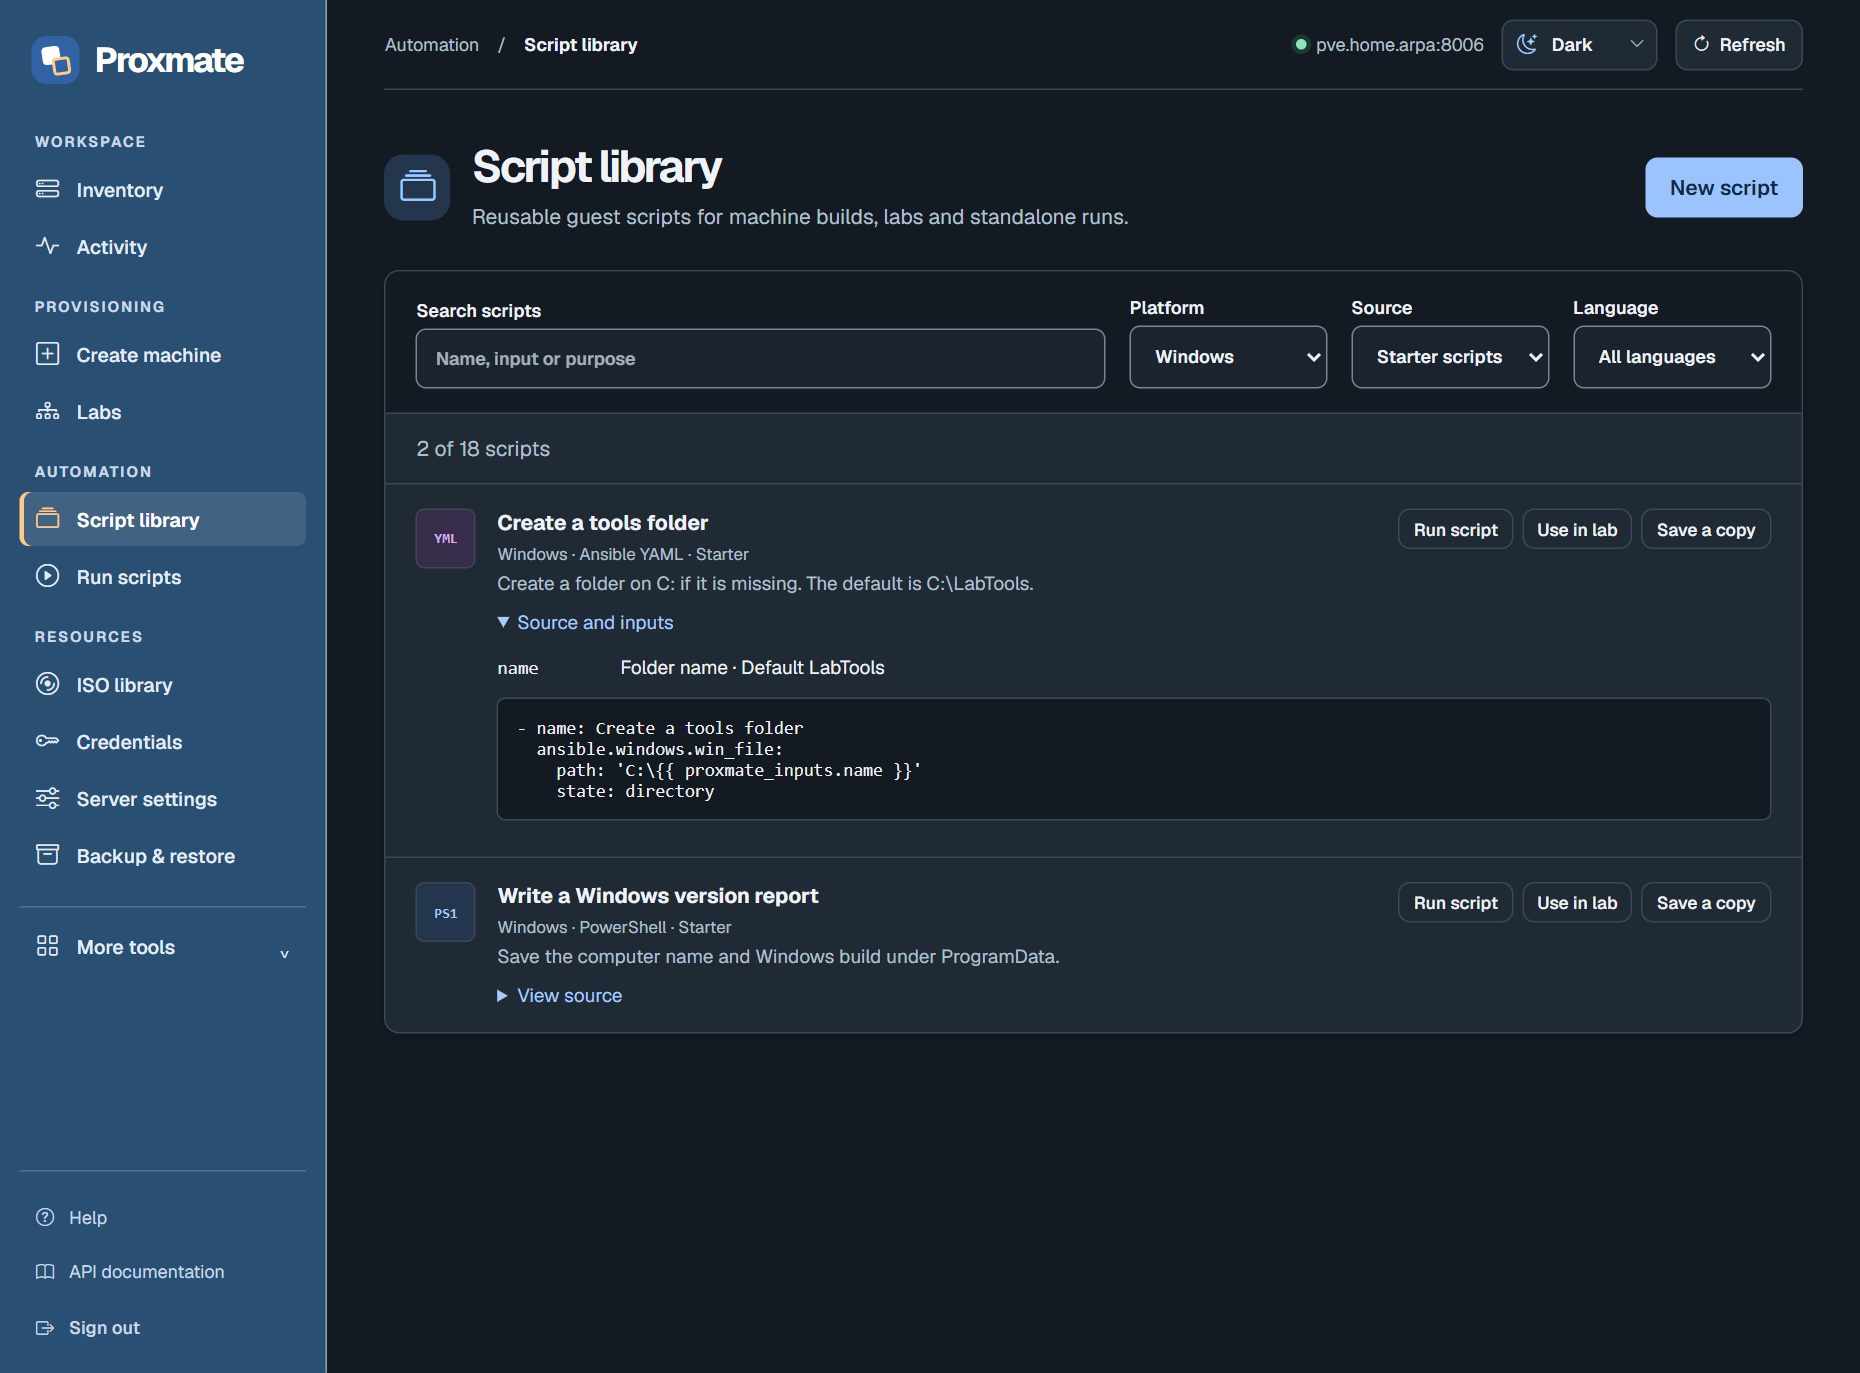 Proxmate
WORKSPACE
Inventory
Activity
PROVISIONING
Create machine
Labs
AUTOMATION
Script library
Run scripts
RESOURCES
ISO library
Credentials
Server settings
Backup & restore
More tools
v
Help
API documentation
Sign out
Automation / Script library
pve.home.arpa:8006
Dark
Refresh
Script library
Reusable guest scripts for machine builds, labs and standalone runs.
New script
Search scripts
Name, input or purpose
Platform
Windows
Source
Starter scripts
Language
All languages
2 of 18 scripts
YML
Create a tools folder
Windows · Ansible YAML · Starter
Create a folder on C: if it is missing. The default is C:\LabTools.
Run script
Use in lab
Save a copy
Source and inputs
name Folder name · Default LabTools
- name: Create a tools folder
ansible.windows.win_file:
path: 'C:\{{ proxmate_inputs.name }}'
state: directory
PS1
Write a Windows version report
Windows · PowerShell · Starter
Save the computer name and Windows build under ProgramData.
Run script
Use in lab
Save a copy
View source